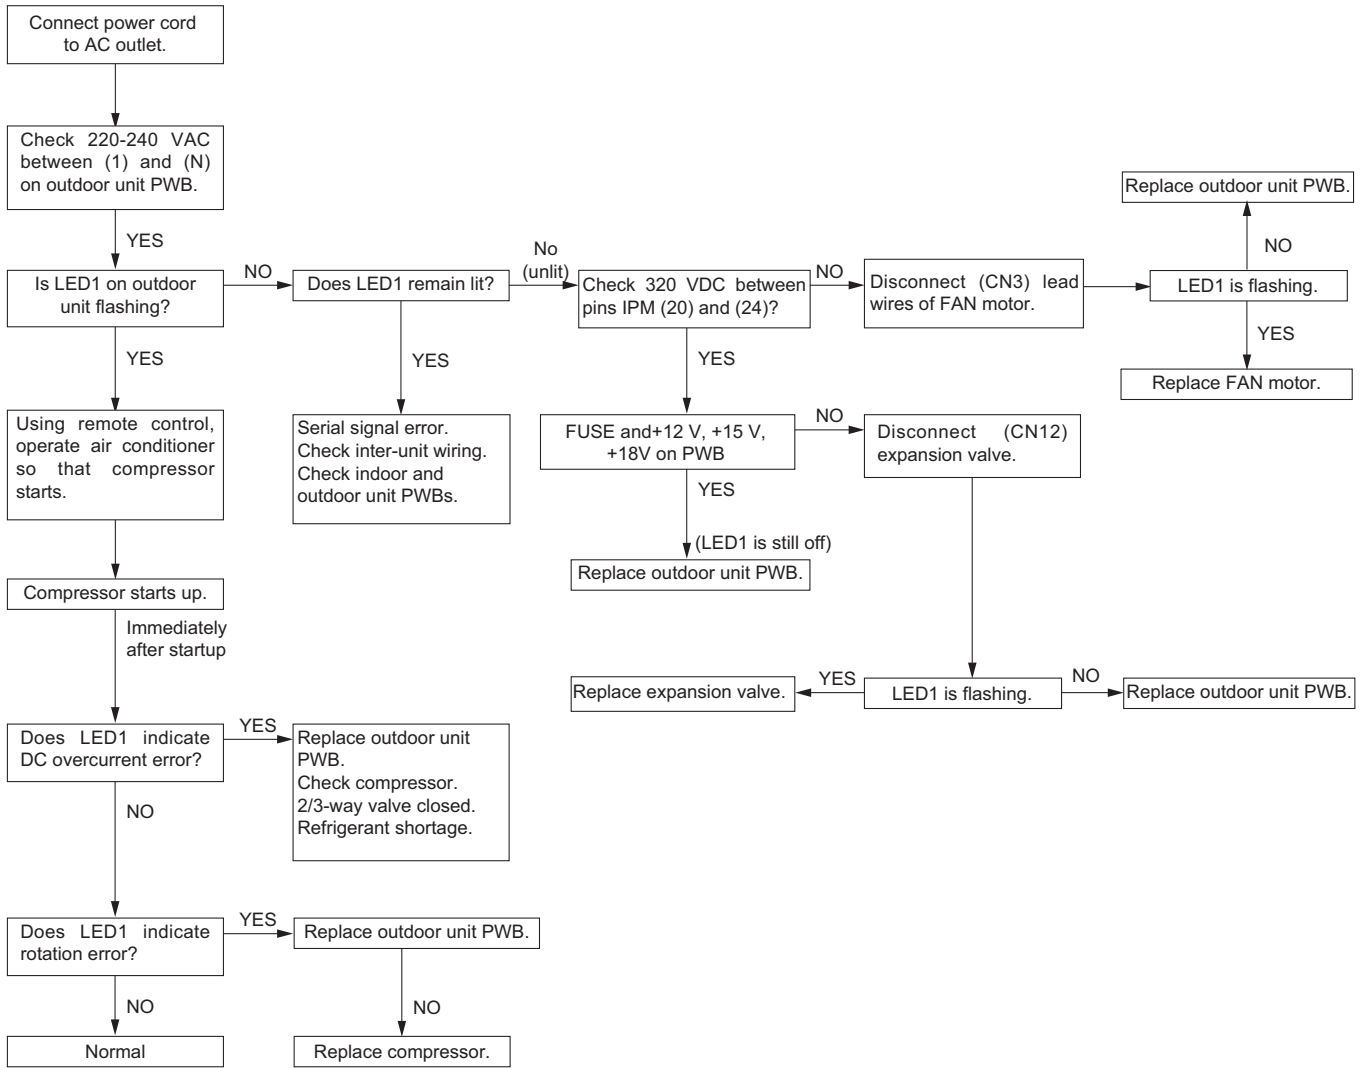 Connect power cord
to AC outlet.
Check 220-240 VAC
between (1) and (N)
on outdoor unit PWB.
YES
Is LED1 on outdoor
unit flashing?
NO
Does LED1 remain lit?
No
(unlit)
Check 320 VDC between
pins IPM (20) and (24)?
NO
Disconnect (CN3) lead
wires of FAN motor.
Replace outdoor unit PWB.
NO
LED1 is flashing.
YES
Replace FAN motor.
YES
YES
YES
Using remote control,
operate air conditioner
so that compressor
starts.
Serial signal error.
Check inter-unit wiring.
Check indoor and
outdoor unit PWBs.
FUSE and+12 V, +15 V,
+18V on PWB
NO
Disconnect (CN12)
expansion valve.
YES
(LED1 is still off)
Replace outdoor unit PWB.
Compressor starts up.
Immediately
after startup
Replace expansion valve.
YES
LED1 is flashing.
NO
Replace outdoor unit PWB.
Does LED1 indicate
DC overcurrent error?
YES
Replace outdoor unit
PWB.
Check compressor.
2/3-way valve closed.
Refrigerant shortage.
NO
Does LED1 indicate
rotation error?
YES
Replace outdoor unit PWB.
NO
NO
Normal
Replace compressor.